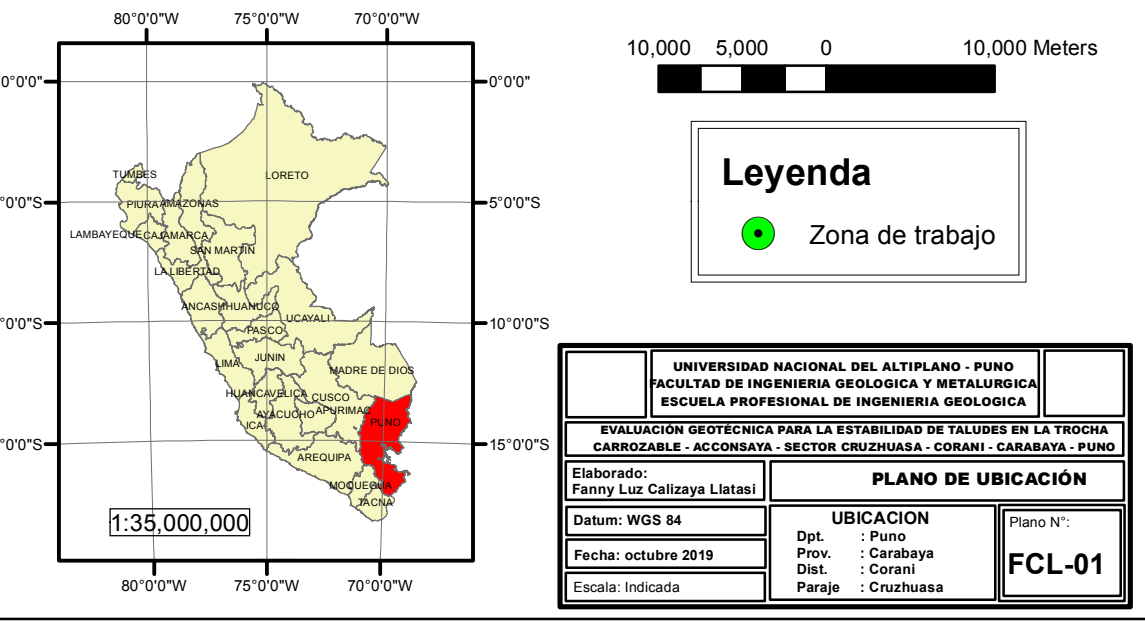 80°0'0"W 75°0'0"W 70°0'0"W
0°0'0" 0°0'0"
TUMBES
LORETO
PIURA AMAZONAS
°0'0"S 5°0'0"S
LAMBAYEQUE CAJAMARCA
SAN MARTIN
LA LIBERTAD
ANCASH HUANUCO
UCAYALI
°0'0"S 10°0'0"S
PASCO
LIMA JUNIN
MADRE DE DIOS
HUANCAVELICA CUSCO
AYACUCHO APURIMAC
ICA PUNO
°0'0"S 15°0'0"S
AREQUIPA
MOQUEGUA
TACNA
1:35,000,000
80°0'0"W 75°0'0"W 70°0'0"W
10,000 5,000 0 10,000 Meters
Leyenda
Zona de trabajo
UNIVERSIDAD NACIONAL DEL ALTIPLANO - PUNO
FACULTAD DE INGENIERIA GEOLOGICA Y METALURGICA
ESCUELA PROFESIONAL DE INGENIERIA GEOLOGICA
EVALUACIÓN GEOTÉCNICA PARA LA ESTABILIDAD DE TALUDES EN LA TROCHA
CARROZABLE - ACCONSAYA - SECTOR CRUZHUASA - CORANI - CARABAYA - PUNO
Elaborado:
Fanny Luz Calizaya Llatasi
PLANO DE UBICACIÓN
Datum: WGS 84
Fecha: octubre 2019
Escala: Indicada
UBICACION
Dpt. : Puno
Prov. : Carabaya
Dist. : Corani
Paraje : Cruzhuasa
Plano N°:
FCL-01